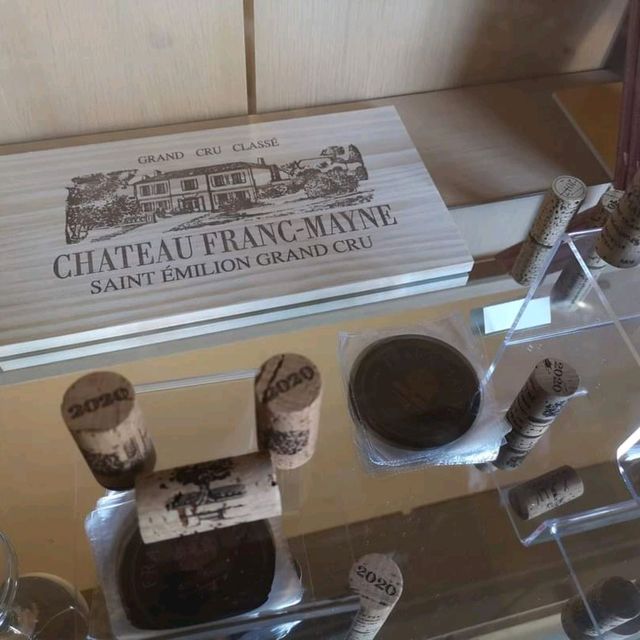 GRAND CRU CLASSÉ
CHATEAU FRANC-MAYNE
SAINT ÉMILION GRAND CRU
2020
2020
2020